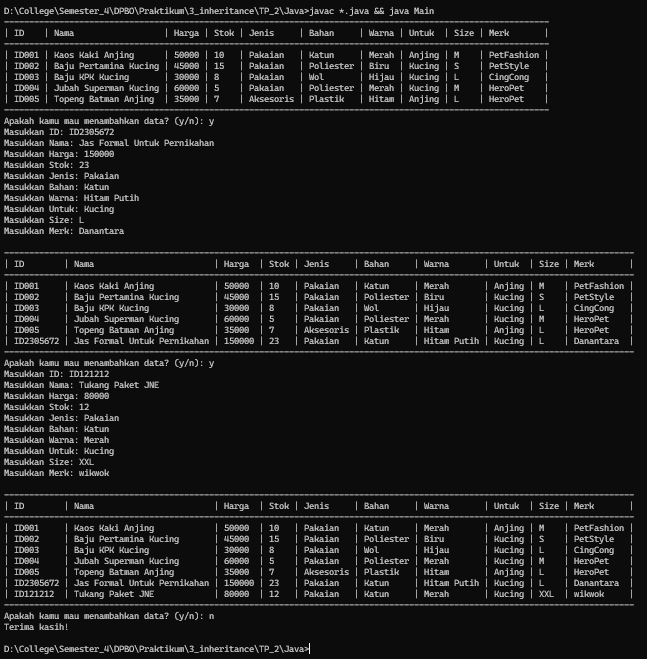 D:\College\Semester_4\DPBO\Praktikum\3_inheritance\TP_2\Java>javac *.java && java Main
================================================================================
| ID    | Nama                  | Harga | Stok | Jenis     | Bahan     | Warna | Untuk  | Size | Merk       |
================================================================================
| ID001 | Kaos Kaki Anjing      | 50000 | 10   | Pakaian   | Katun     | Merah | Anjing | M    | PetFashion |
| ID002 | Baju Pertamina Kucing | 45000 | 15   | Pakaian   | Poliester | Biru  | Kucing | S    | PetStyle   |
| ID003 | Baju KPK Kucing       | 30000 | 8    | Pakaian   | Wol       | Hijau | Kucing | L    | CingCong   |
| ID004 | Jubah Superman Kucing | 60000 | 5    | Pakaian   | Poliester | Merah | Kucing | M    | HeroPet    |
| ID005 | Topeng Batman Anjing  | 35000 | 7    | Aksesoris | Plastik   | Hitam | Anjing | L    | HeroPet    |
================================================================================
Apakah kamu mau menambahkan data? (y/n): y
Masukkan ID: ID2305672
Masukkan Nama: Jas Formal Untuk Pernikahan
Masukkan Harga: 150000
Masukkan Stok: 23
Masukkan Jenis: Pakaian
Masukkan Bahan: Katun
Masukkan Warna: Hitam Putih
Masukkan Untuk: Kucing
Masukkan Size: L
Masukkan Merk: Danantara
================================================================================
| ID        | Nama                        | Harga  | Stok | Jenis     | Bahan     | Warna       | Untuk  | Size | Merk       |
================================================================================
| ID001     | Kaos Kaki Anjing            | 50000  | 10   | Pakaian   | Katun     | Merah       | Anjing | M    | PetFashion |
| ID002     | Baju Pertamina Kucing       | 45000  | 15   | Pakaian   | Poliester | Biru        | Kucing | S    | PetStyle   |
| ID003     | Baju KPK Kucing             | 30000  | 8    | Pakaian   | Wol       | Hijau       | Kucing | L    | CingCong   |
| ID004     | Jubah Superman Kucing       | 60000  | 5    | Pakaian   | Poliester | Merah       | Kucing | M    | HeroPet    |
| ID005     | Topeng Batman Anjing        | 35000  | 7    | Aksesoris | Plastik   | Hitam       | Anjing | L    | HeroPet    |
| ID2305672 | Jas Formal Untuk Pernikahan | 150000 | 23   | Pakaian   | Katun     | Hitam Putih | Kucing | L    | Danantara  |
================================================================================
Apakah kamu mau menambahkan data? (y/n): y
Masukkan ID: ID121212
Masukkan Nama: Tukang Paket JNE
Masukkan Harga: 80000
Masukkan Stok: 12
Masukkan Jenis: Pakaian
Masukkan Bahan: Katun
Masukkan Warna: Merah
Masukkan Untuk: Kucing
Masukkan Size: XXL
Masukkan Merk: wikwok
================================================================================
| ID        | Nama                        | Harga  | Stok | Jenis     | Bahan     | Warna       | Untuk  | Size | Merk       |
================================================================================
| ID001     | Kaos Kaki Anjing            | 50000  | 10   | Pakaian   | Katun     | Merah       | Anjing | M    | PetFashion |
| ID002     | Baju Pertamina Kucing       | 45000  | 15   | Pakaian   | Poliester | Biru        | Kucing | S    | PetStyle   |
| ID003     | Baju KPK Kucing             | 30000  | 8    | Pakaian   | Wol       | Hijau       | Kucing | L    | CingCong   |
| ID004     | Jubah Superman Kucing       | 60000  | 5    | Pakaian   | Poliester | Merah       | Kucing | M    | HeroPet    |
| ID005     | Topeng Batman Anjing        | 35000  | 7    | Aksesoris | Plastik   | Hitam       | Anjing | L    | HeroPet    |
| ID2305672 | Jas Formal Untuk Pernikahan | 150000 | 23   | Pakaian   | Katun     | Hitam Putih | Kucing | L    | Danantara  |
| ID121212  | Tukang Paket JNE            | 80000  | 12   | Pakaian   | Katun     | Merah       | Kucing | XXL  | wikwok     |
================================================================================
Apakah kamu mau menambahkan data? (y/n): n
Terima kasih!
D:\College\Semester_4\DPBO\Praktikum\3_inheritance\TP_2\Java>